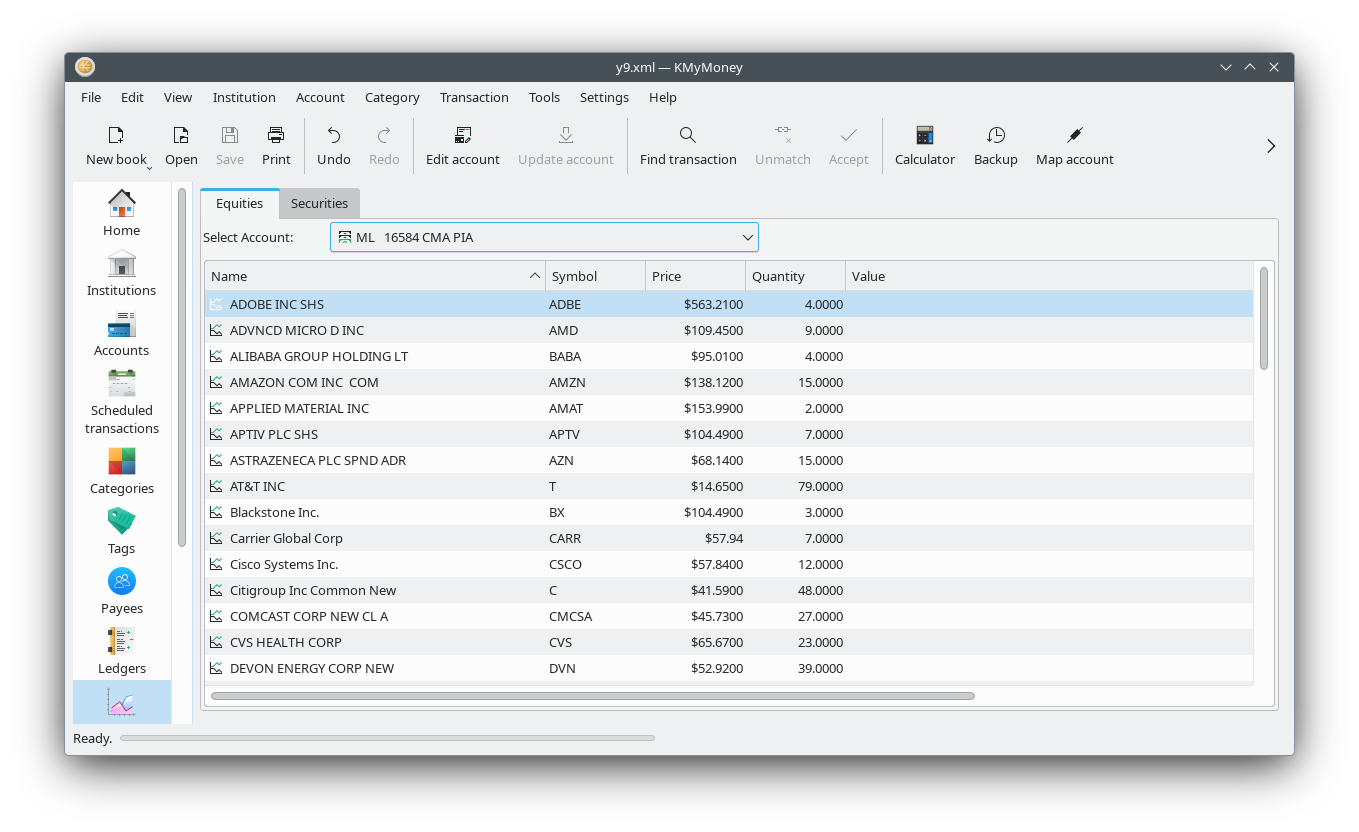 y9.xml — KMyMoney
File Edit View Institution Account Category Transaction Tools Settings Help
New book Open Save Print Undo Redo Edit account Update account Find transaction Unmatch Accept Calculator Backup Map account
Home
Institutions
Accounts
Scheduled
transactions
Categories
Tags
Payees
Ledgers
Equities Securities
Select Account: ML 16584 CMA PIA
Name Symbol Price Quantity Value
ADOBE INC SHS ADBE $563.2100 4.0000
ADVNCD MICRO D INC AMD $109.4500 9.0000
ALIBABA GROUP HOLDING LT BABA $95.0100 4.0000
AMAZON COM INC  COM AMZN $138.1200 15.0000
APPLIED MATERIAL INC AMAT $153.9900 2.0000
APTIV PLC SHS APTV $104.4900 7.0000
ASTRAZENECA PLC SPND ADR AZN $68.1400 15.0000
AT&T INC T $14.6500 79.0000
Blackstone Inc. BX $104.4900 3.0000
Carrier Global Corp CARR $57.94 7.0000
Cisco Systems Inc. CSCO $57.8400 12.0000
Citigroup Inc Common New C $41.5900 48.0000
COMCAST CORP NEW CL A CMCSA $45.7300 27.0000
CVS HEALTH CORP CVS $65.6700 23.0000
DEVON ENERGY CORP NEW DVN $52.9200 39.0000
Ready.